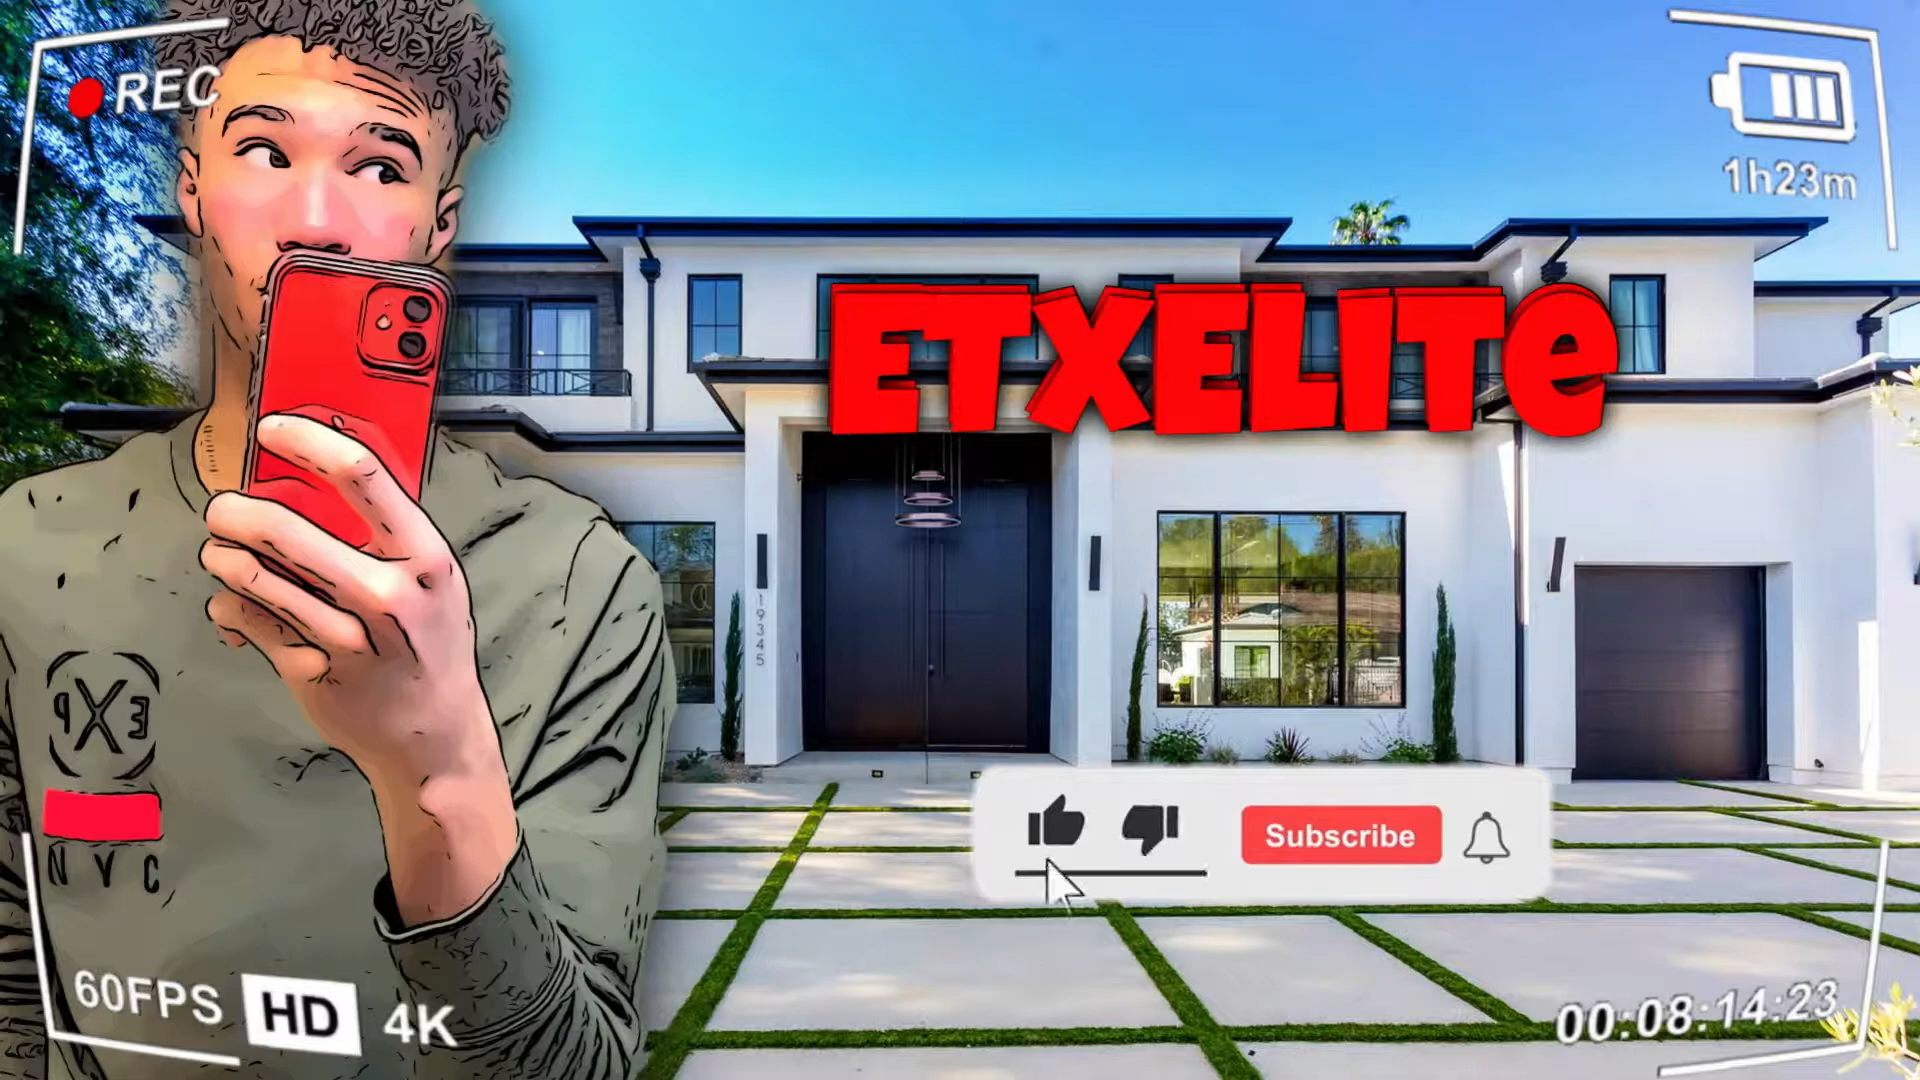 REC
1h23m
ETXELITE
19345
NYC
Subscribe
60FPS HD 4K
00:08:14:23